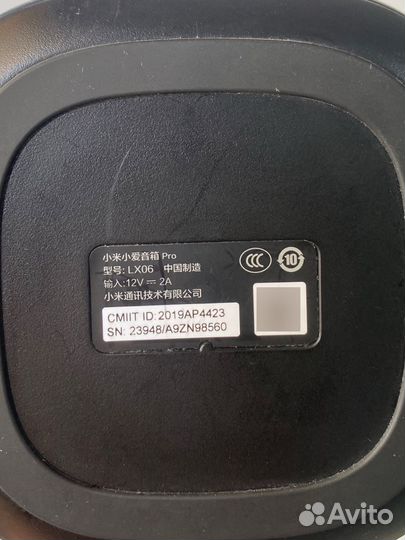 小米小爱音箱 Pro
型号: LX06 中国制造
输入:12V⎓2A
小米通讯技术有限公司
CMIIT ID:2019AP4423
SN: 23948/A9ZN98560
CCC
10
Avito